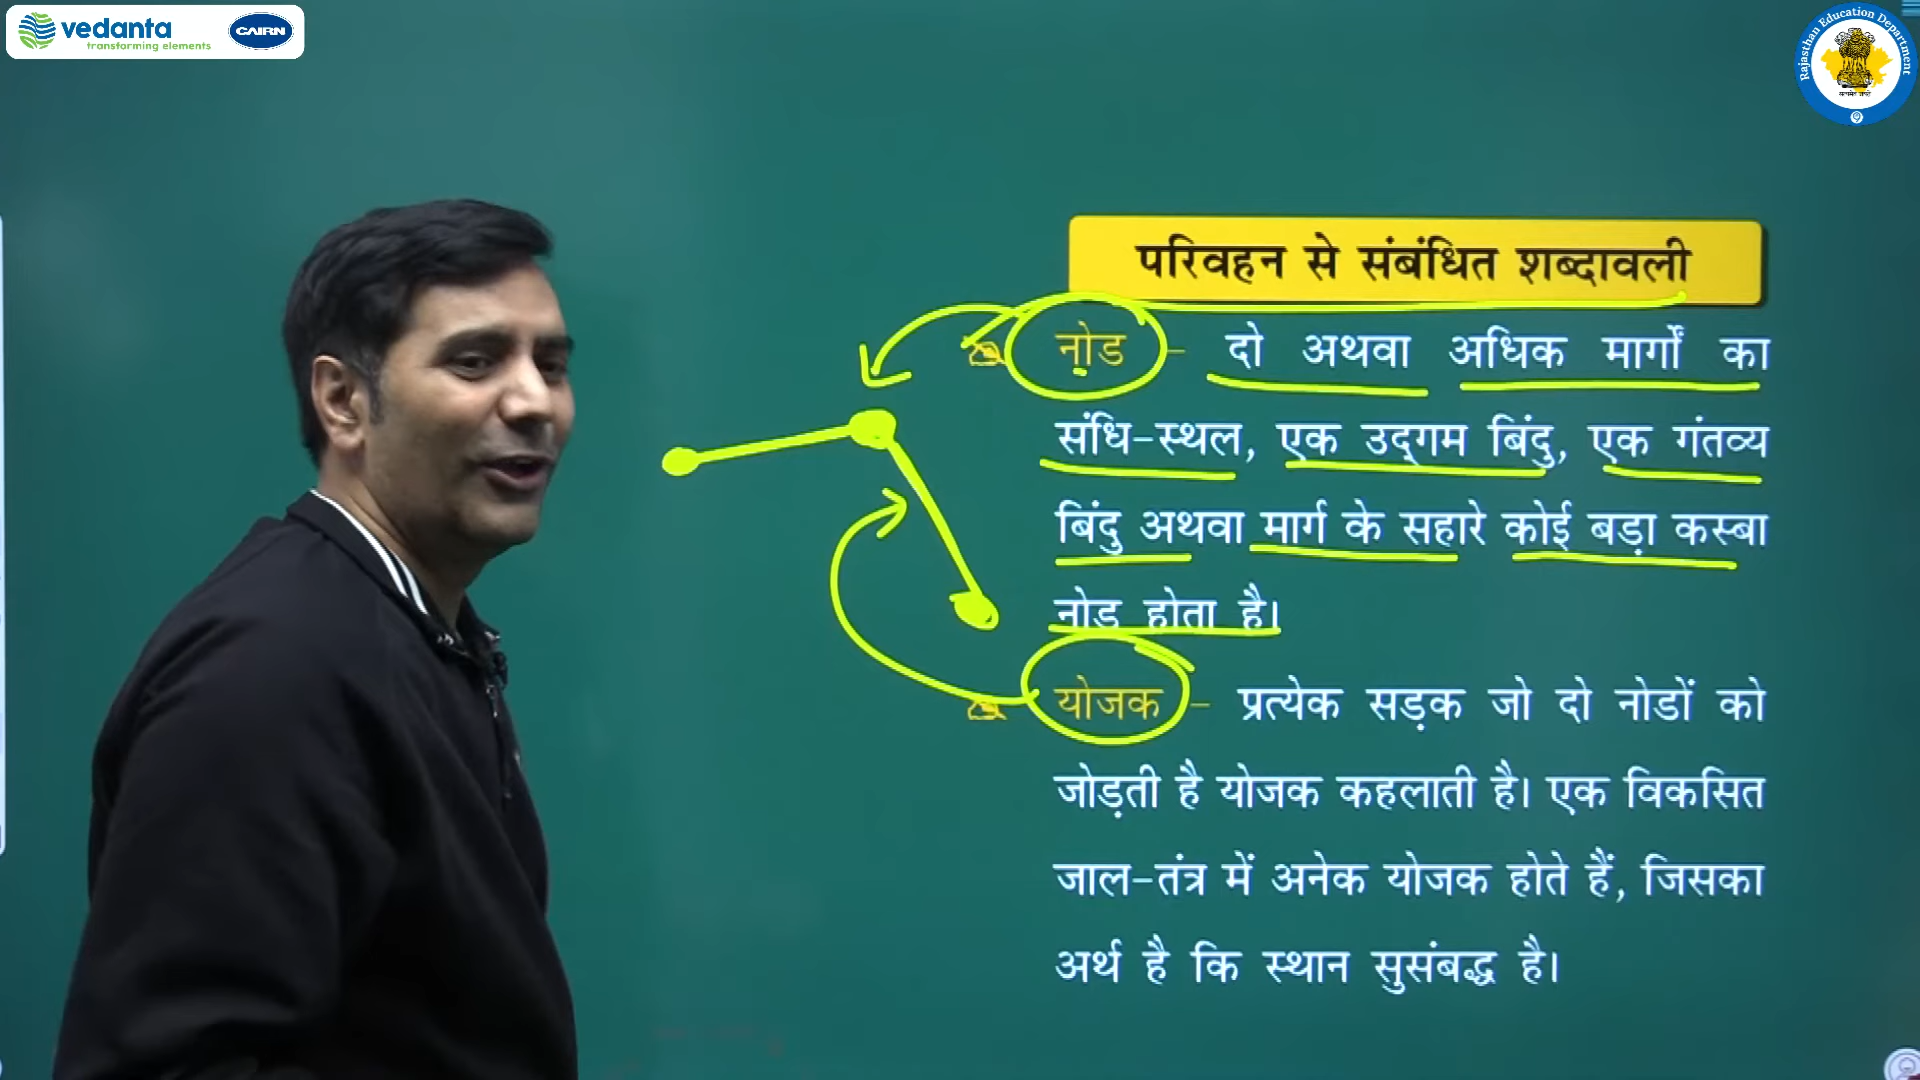 vedanta
transforming elements
CAIRN
Rajasthan Education Department
परिवहन से संबंधित शब्दावली
नोड – दो अथवा अधिक मार्गों का
संधि-स्थल, एक उद्गम बिंदु, एक गंतव्य
बिंदु अथवा मार्ग के सहारे कोई बड़ा कस्बा
नोड होता है।
योजक – प्रत्येक सड़क जो दो नोडों को
जोड़ती है योजक कहलाती है। एक विकसित
जाल-तंत्र में अनेक योजक होते हैं, जिसका
अर्थ है कि स्थान सुसंबद्ध है।